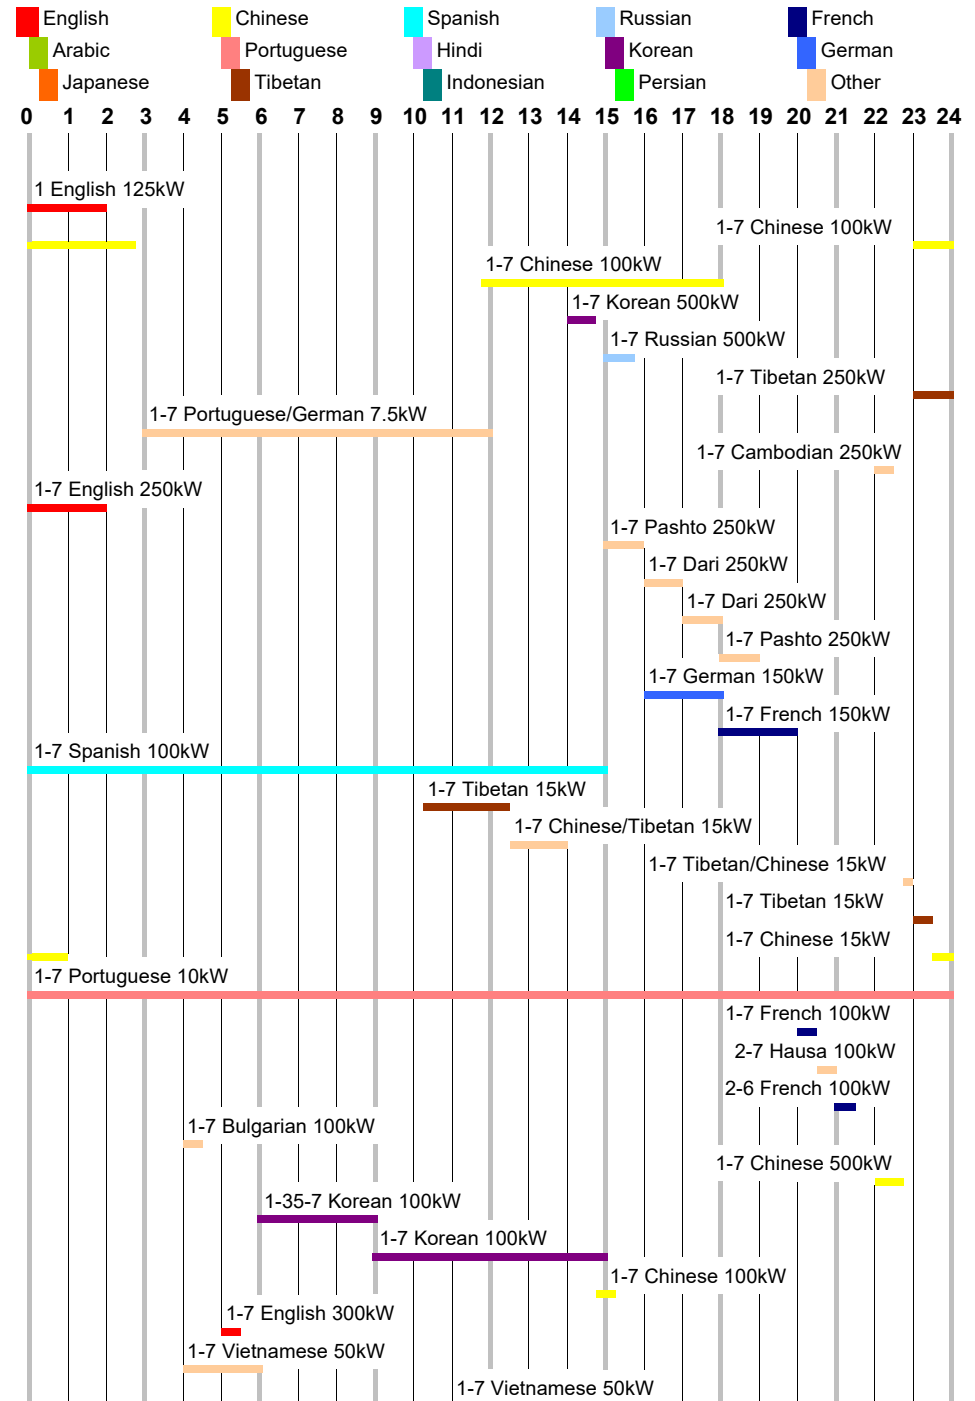 English Chinese Spanish Russian French
Arabic Portuguese Hindi Korean German
Japanese Tibetan Indonesian Persian Other
0 1 2 3 4 5 6 7 8 9 10 11 12 13 14 15 16 17 18 19 20 21 22 23 24
1 English 125kW
1-7 Chinese 100kW
1-7 Chinese 100kW
1-7 Korean 500kW
1-7 Russian 500kW
1-7 Tibetan 250kW
1-7 Portuguese/German 7.5kW
1-7 Cambodian 250kW
1-7 English 250kW
1-7 Pashto 250kW
1-7 Dari 250kW
1-7 Dari 250kW
1-7 Pashto 250kW
1-7 German 150kW
1-7 French 150kW
1-7 Spanish 100kW
1-7 Tibetan 15kW
1-7 Chinese/Tibetan 15kW
1-7 Tibetan/Chinese 15kW
1-7 Tibetan 15kW
1-7 Chinese 15kW
1-7 Portuguese 10kW
1-7 French 100kW
2-7 Hausa 100kW
2-6 French 100kW
1-7 Bulgarian 100kW
1-7 Chinese 500kW
1-35-7 Korean 100kW
1-7 Korean 100kW
1-7 Chinese 100kW
1-7 English 300kW
1-7 Vietnamese 50kW
1-7 Vietnamese 50kW